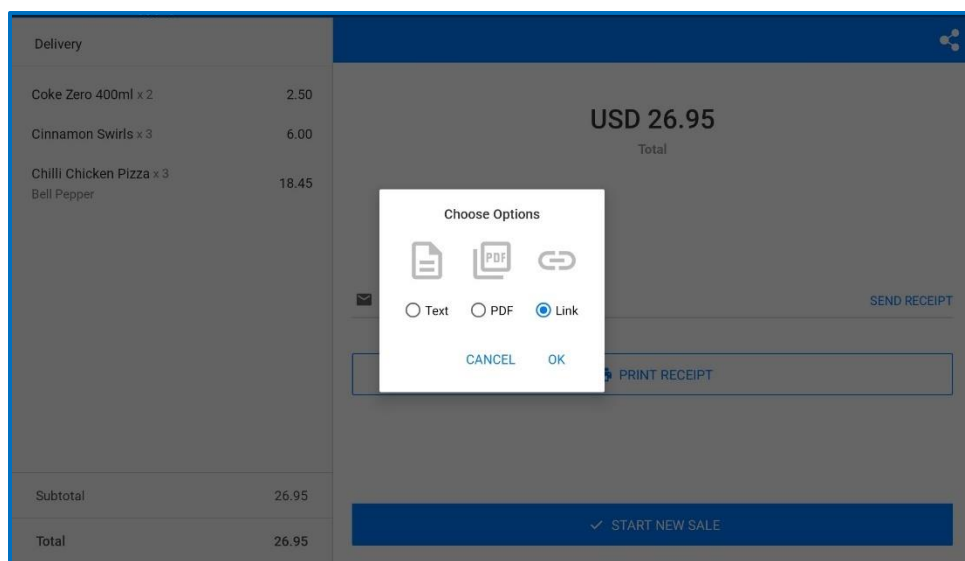 Delivery
Coke Zero 400ml x 2 2.50
Cinnamon Swirls x 3 6.00
Chilli Chicken Pizza x 3 18.45
Bell Pepper
Subtotal 26.95
Total 26.95
USD 26.95
Total
Choose Options
PDF
Text PDF Link
CANCEL OK
SEND RECEIPT
PRINT RECEIPT
START NEW SALE